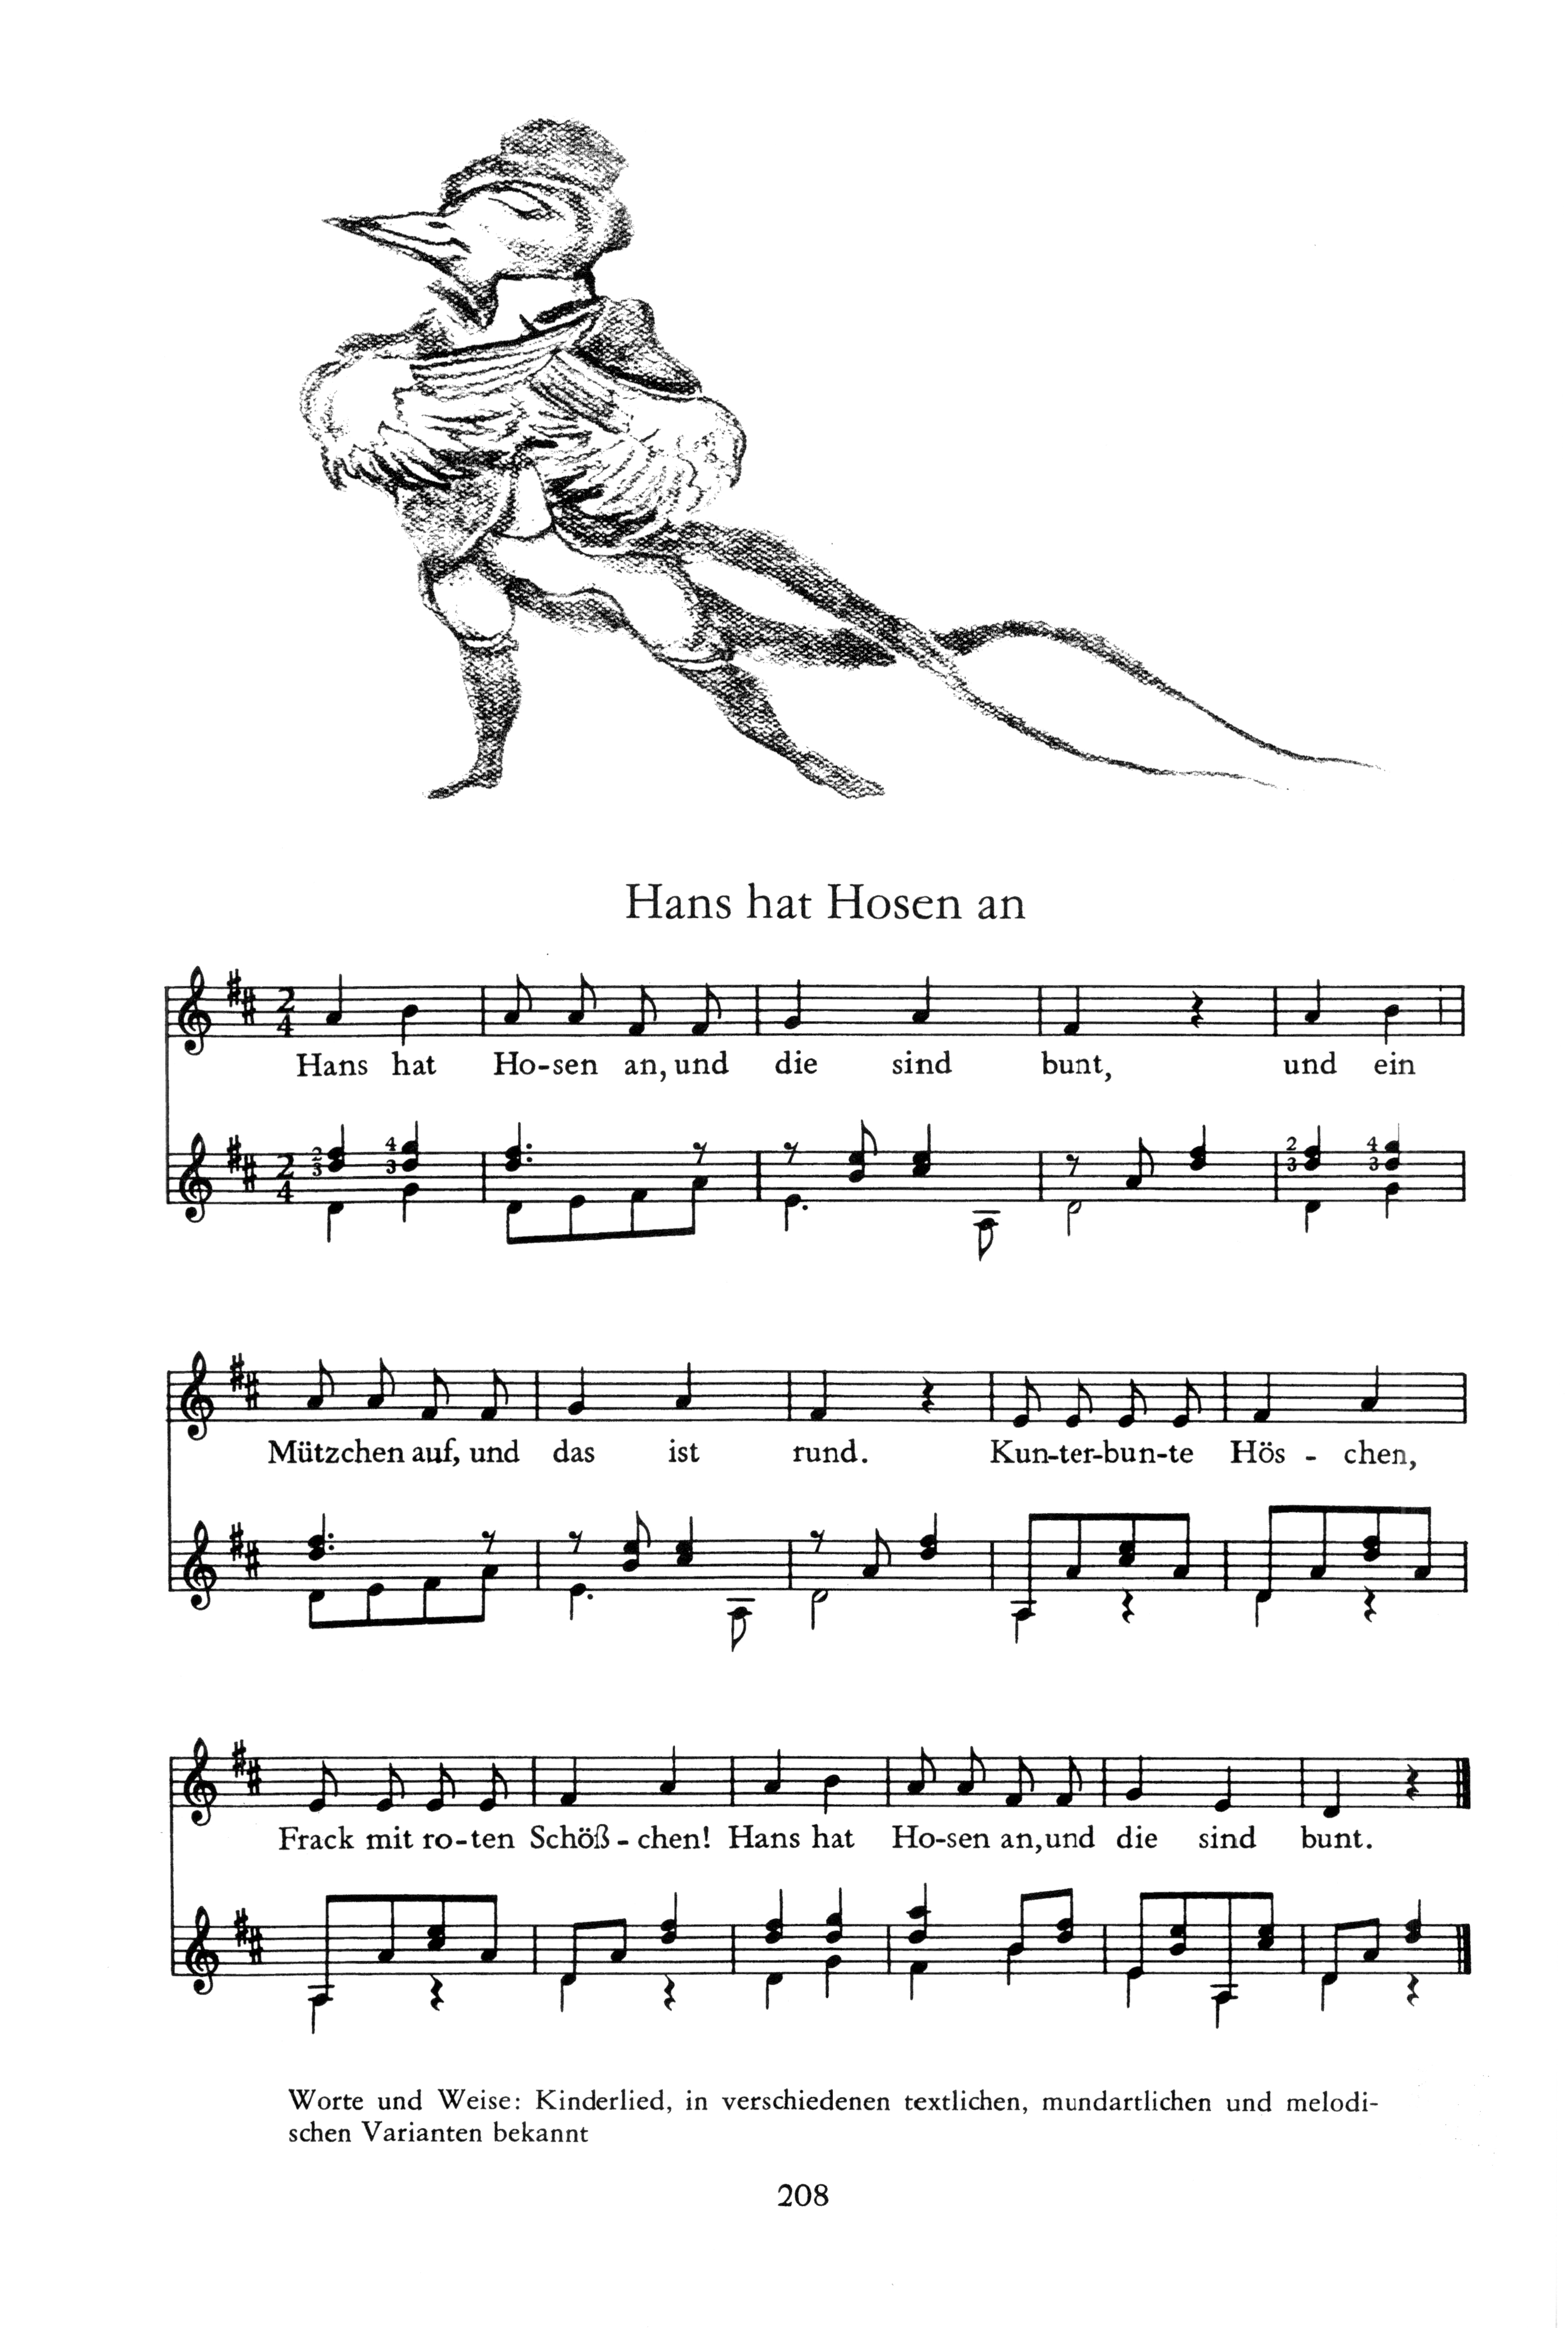 Hans hat Hosen an
2
4
Hans hat Ho-sen an, und die sind bunt, und ein
2 3 4 3 2 3 4 3
2
4
Mützchen auf, und das ist rund. Kun-ter-bun-te Hös - chen,
Frack mit ro-ten Schöß - chen! Hans hat Ho-sen an, und die sind bunt.
Worte und Weise: Kinderlied, in verschiedenen textlichen, mundartlichen und melodi-
schen Varianten bekannt
208